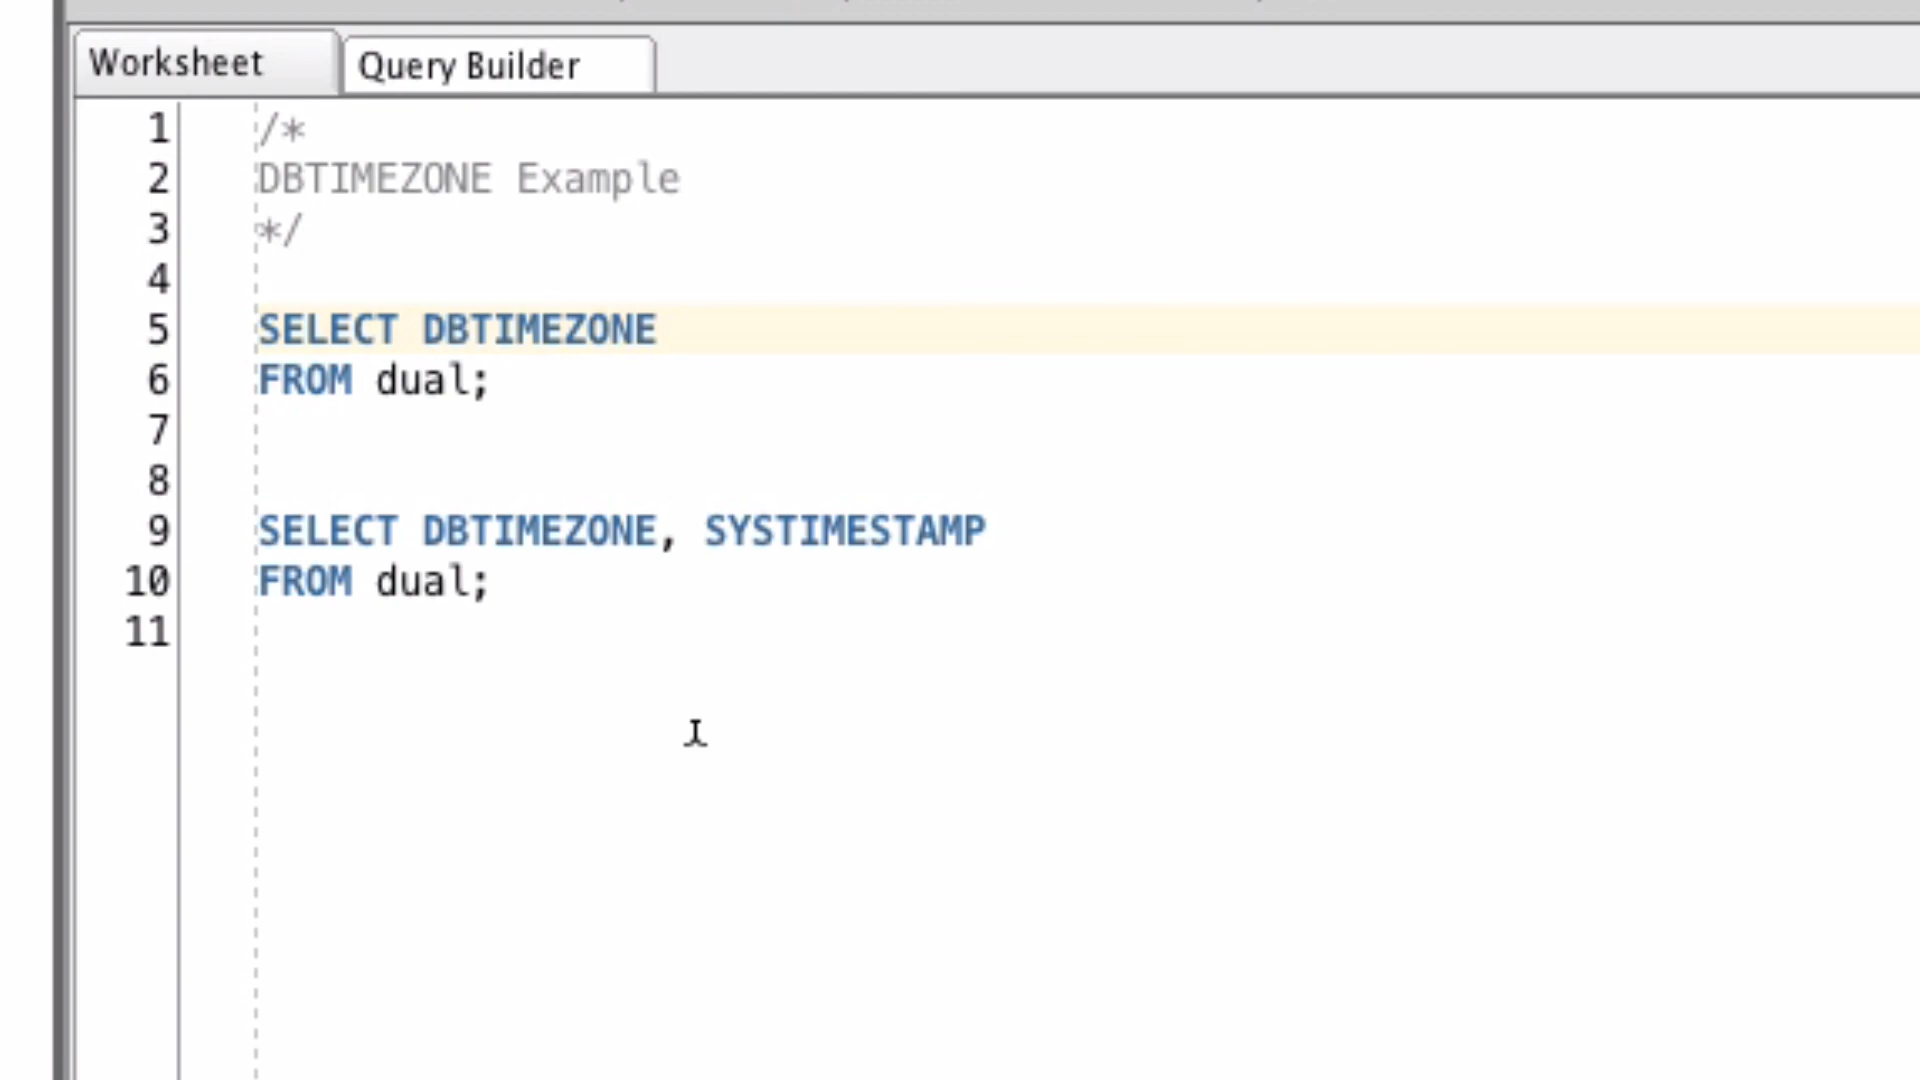 Worksheet Query Builder
1 /*
2 DBTIMEZONE Example
3 */
4
5 SELECT DBTIMEZONE
6 FROM dual;
7
8
9 SELECT DBTIMEZONE, SYSTIMESTAMP
10 FROM dual;
11